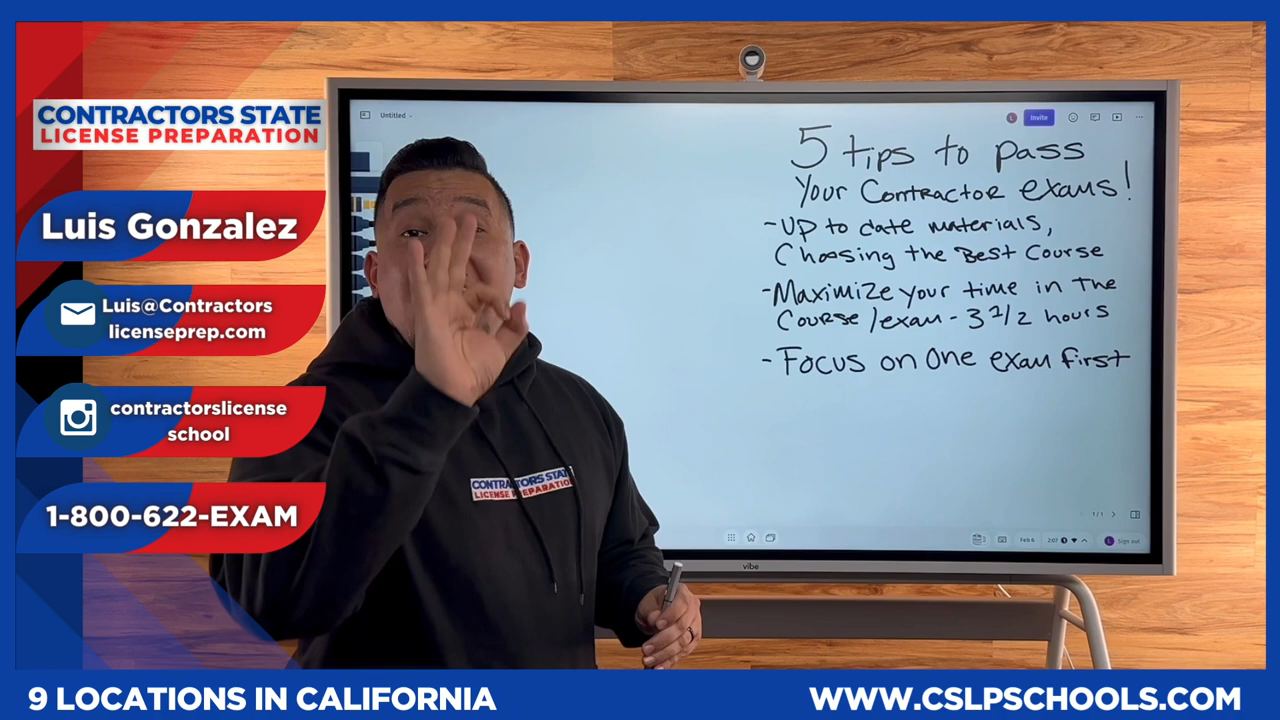 CONTRACTORS STATE
LICENSE PREPARATION
Luis Gonzalez
Luis@Contractors
licenseprep.com
contractorslicense
school
1-800-622-EXAM
Untitled
Invite
5 tips to pass
Your Contractor exams!
-Up to date materials,
Choosing the Best Course
-Maximize your time in the
Course/exam - 3 1/2 hours
-Focus on One exam first
CONTRACTORS STATE
LICENSE PREPARATION
1/1
Feb 6
2:07
L
Sign out
vibe
9 LOCATIONS IN CALIFORNIA
WWW.CSLPSCHOOLS.COM